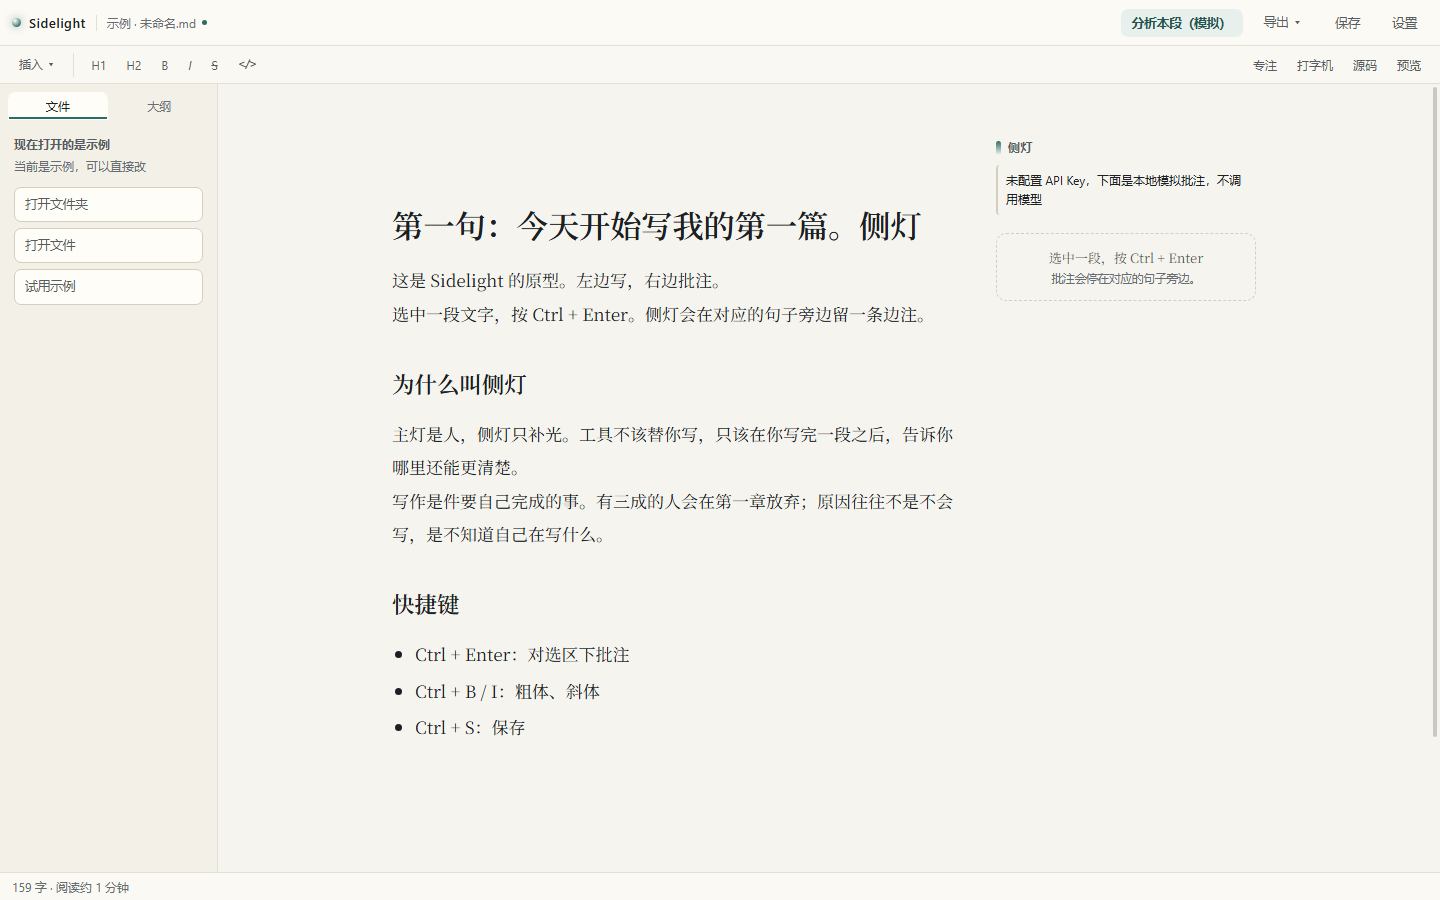 Sidelight
示例 · 未命名.md
分析本段（模拟）
导出
保存
设置
插入
H1
H2
B
I
S
</>
专注
打字机
源码
预览
文件
大纲
现在打开的是示例
当前是示例，可以直接改
打开文件夹
打开文件
试用示例
第一句：今天开始写我的第一篇。侧灯
这是 Sidelight 的原型。左边写，右边批注。
选中一段文字，按 Ctrl + Enter。侧灯会在对应的句子旁边留一条边注。
为什么叫侧灯
主灯是人，侧灯只补光。工具不该替你写，只该在你写完一段之后，告诉你
哪里还能更清楚。
写作是件要自己完成的事。有三成的人会在第一章放弃；原因往往不是不会
写，是不知道自己在写什么。
快捷键
Ctrl + Enter：对选区下批注
Ctrl + B / I：粗体、斜体
Ctrl + S：保存
侧灯
未配置 API Key，下面是本地模拟批注，不调
用模型
选中一段，按 Ctrl + Enter
批注会停在对应的句子旁边。
159 字 · 阅读约 1 分钟